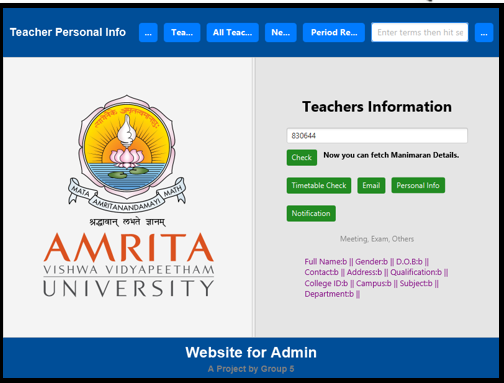 Teacher Personal Info
...
Tea...
All Teac...
Ne...
Period Re...
Enter terms then hit se
...
MATA AMRITANANDAMAYI MATH
श्रद्धावान् लभते ज्ञानम्
AMRITA
VISHWA VIDYAPEETHAM
UNIVERSITY
Teachers Information
830644
Check Now you can fetch Manimaran Details.
Timetable Check Email Personal Info
Notification
Meeting, Exam, Others
Full Name:b || Gender:b || D.O.B:b ||
Contact:b || Address:b || Qualification:b ||
College ID:b || Campus:b || Subject:b ||
Department:b ||
Website for Admin
A Project by Group 5